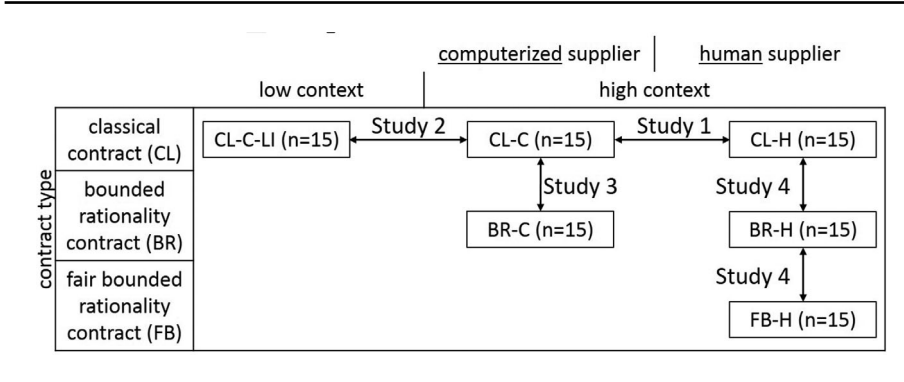 computerized supplier
human supplier
low context
high context
contract type
classical
contract (CL)
CL-C-LI (n=15)
Study 2
CL-C (n=15)
Study 1
CL-H (n=15)
bounded
rationality
contract (BR)
Study 3
Study 4
BR-C (n=15)
BR-H (n=15)
fair bounded
rationality
contract (FB)
Study 4
FB-H (n=15)